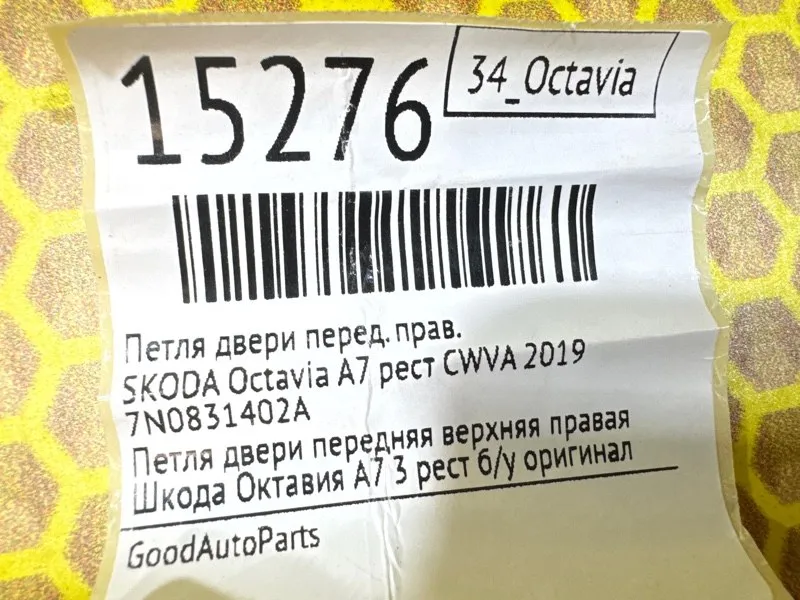 15276
34_Octavia
Петля двери перед. прав.
SKODA Octavia A7 рест CWVA 2019
7N0831402A
Петля двери передняя верхняя правая
Шкода Октавия А7 3 рест б/у оригинал
GoodAutoParts